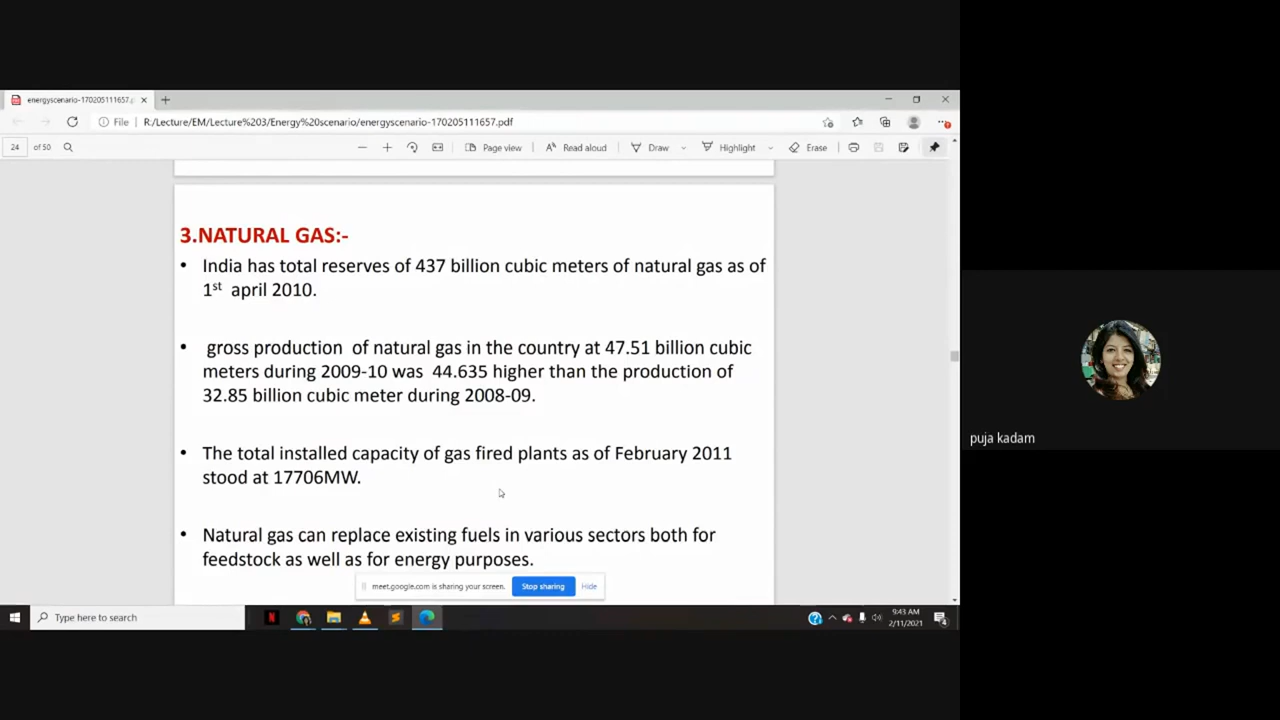 energyscenario-170205111657.p
File
R:/Lecture/EM/Lecture%203/Energy%20scenario/energyscenario-170205111657.pdf
24 of 50
Page view
Read aloud
Draw
Highlight
Erase
3.NATURAL GAS:-
• India has total reserves of 437 billion cubic meters of natural gas as of
1st april 2010.
• gross production of natural gas in the country at 47.51 billion cubic
meters during 2009-10 was 44.635 higher than the production of
32.85 billion cubic meter during 2008-09.
• The total installed capacity of gas fired plants as of February 2011
stood at 17706MW.
• Natural gas can replace existing fuels in various sectors both for
feedstock as well as for energy purposes.
meet.google.com is sharing your screen.
Stop sharing
Hide
puja kadam
Type here to search
9:43 AM
2/11/2021